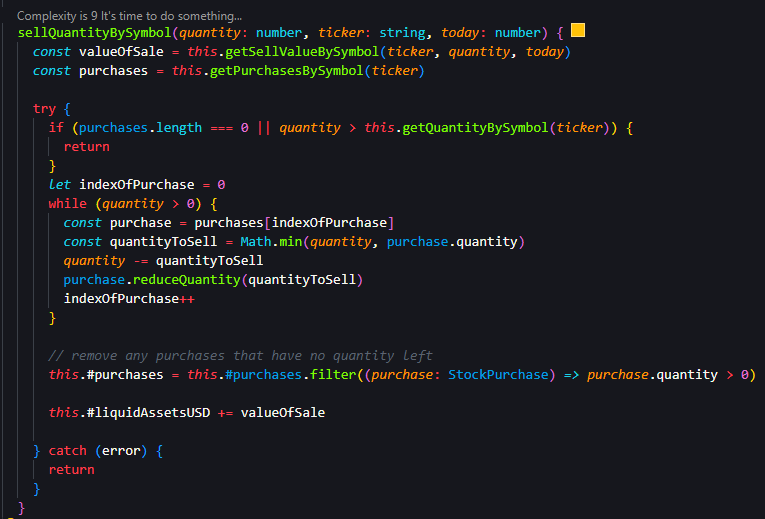 Complexity is 9 It's time to do something...
sellQuantityBySymbol(quantity: number, ticker: string, today: number) {
const valueOfSale = this.getSellValueBySymbol(ticker, quantity, today)
const purchases = this.getPurchasesBySymbol(ticker)
try {
if (purchases.length === 0 || quantity > this.getQuantityBySymbol(ticker)) {
return
}
let indexOfPurchase = 0
while (quantity > 0) {
const purchase = purchases[indexOfPurchase]
const quantityToSell = Math.min(quantity, purchase.quantity)
quantity -= quantityToSell
purchase.reduceQuantity(quantityToSell)
indexOfPurchase++
}
// remove any purchases that have no quantity left
this.#purchases = this.#purchases.filter((purchase: StockPurchase) => purchase.quantity > 0)
this.#liquidAssetsUSD += valueOfSale
} catch (error) {
return
}
}